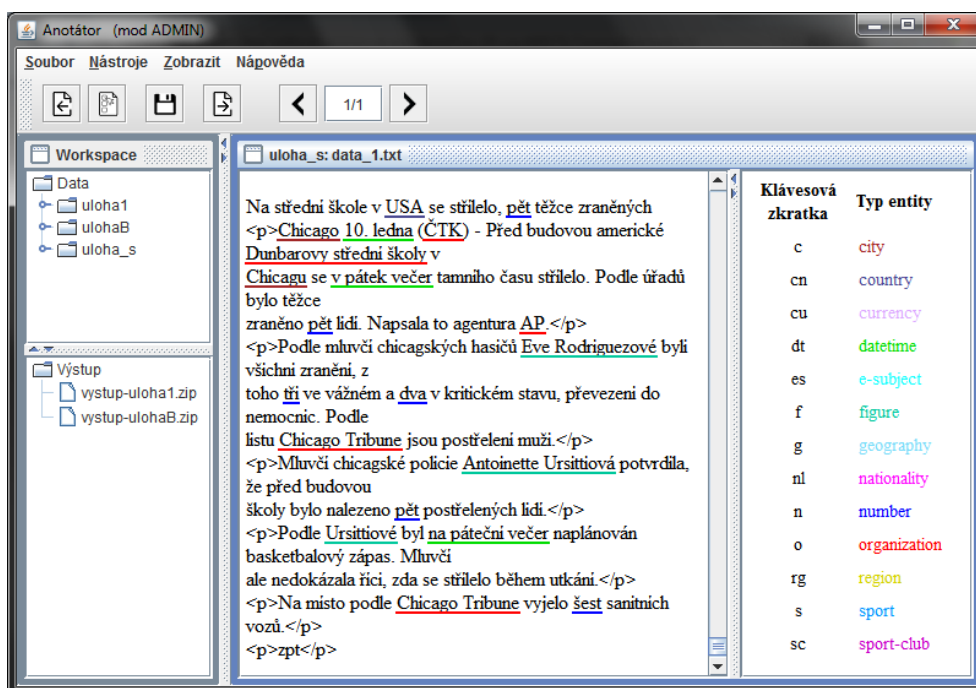 Anotátor (mod ADMIN)
Soubor Nástroje Zobrazit Nápověda
1/1
Workspace
Data
uloha1
ulohaB
uloha_s
Výstup
vystup-uloha1.zip
vystup-ulohaB.zip
uloha_s: data_1.txt
Na střední škole v USA se střílelo, pět těžce zraněných
<p>Chicago 10. ledna (ČTK) - Před budovou americké
Dunbarovy střední školy v
Chicagu se v pátek večer tamního času střílelo. Podle úřadů
bylo těžce
zraněno pět lidí. Napsala to agentura AP.</p>
<p>Podle mluvčí chicagských hasičů Eve Rodriguezové byli
všichni zranění, z
toho tři ve vážném a dva v kritickém stavu, převezeni do
nemocnic. Podle
listu Chicago Tribune jsou postřelení muži.</p>
<p>Mluvčí chicagské policie Antoinette Ursittiová potvrdila,
že před budovou
školy bylo nalezeno pět postřelených lidí.</p>
<p>Podle Ursittiové byl na páteční večer naplánován
basketbalový zápas. Mluvčí
ale nedokázala říci, zda se střílelo během utkání.</p>
<p>Na místo podle Chicago Tribune vyjelo šest sanitních
vozů.</p>
<p>zpt</p>
Klávesová zkratka Typ entity
c city
cn country
cu currency
dt datetime
es e-subject
f figure
g geography
nl nationality
n number
o organization
rg region
s sport
sc sport-club